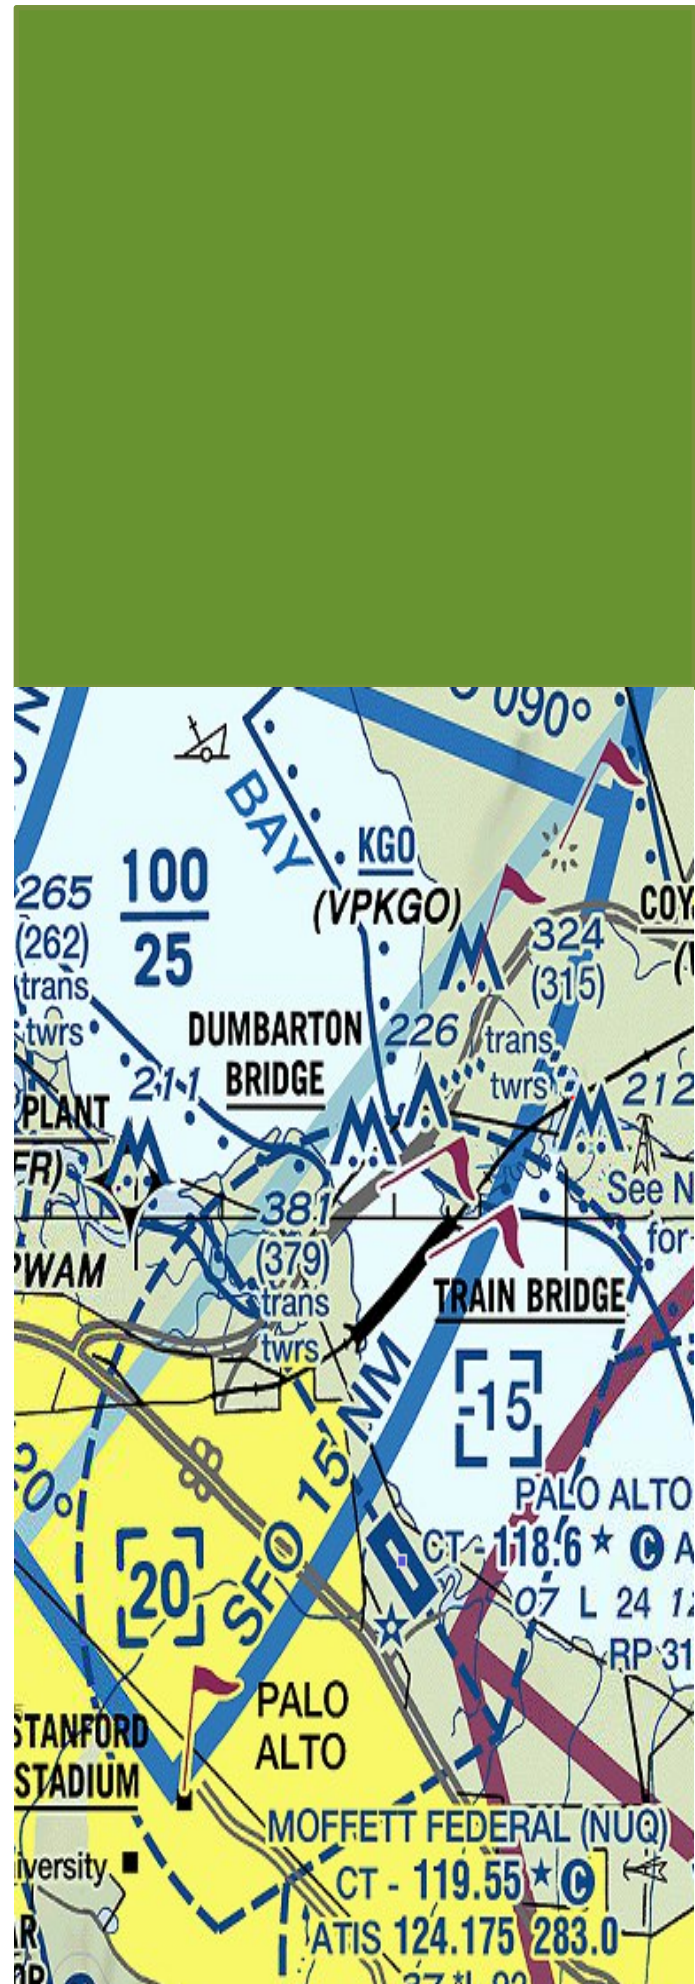 090°
BAY
KGO
(VPKGO)
265
(262)
trans
twrs
100
25
324
(315)
DUMBARTON
BRIDGE
226
trans
twrs
211
212
PLANT
381
(379)
trans
twrs
See N
for
PWAM
TRAIN BRIDGE
-15
SFO 15 NM
20°
20
PALO ALTO
CT - 118.6 ★ C A
07 L 24
RP 31
PALO
ALTO
STANFORD
STADIUM
MOFFETT FEDERAL (NUQ)
CT - 119.55 ★ C
ATIS 124.175 283.0